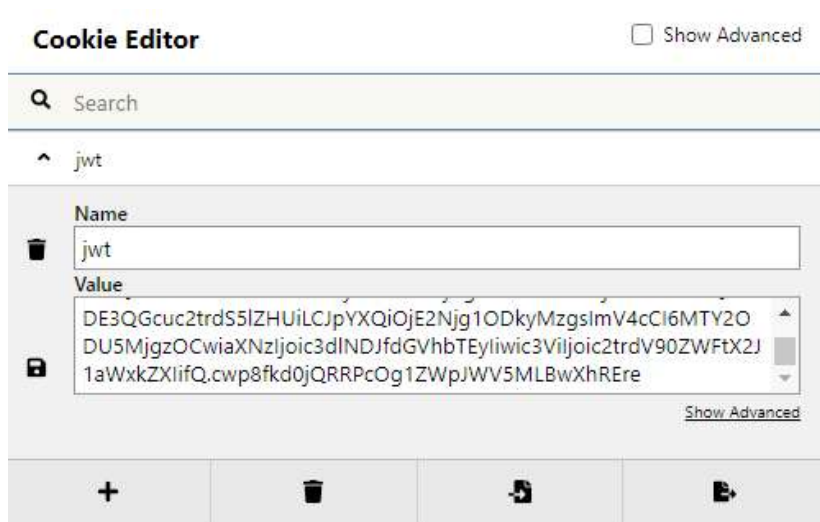 Cookie Editor
Show Advanced
Search
jwt
Name
jwt
Value
DE3QGcuc2trdS5lZHUiLCJpYXQiOjE2Njg1ODkyMzgsImV4cCI6MTY2O
DU5MjgzOCwiaXNzIjoic3dlNDJfdGVhbTEyIiwic3ViIjoic2trdV90ZWFtX2J
1aWxkZXIifQ.cwp8fkd0jQRRPcOg1ZWpJWV5MLBwXhREre
Show Advanced